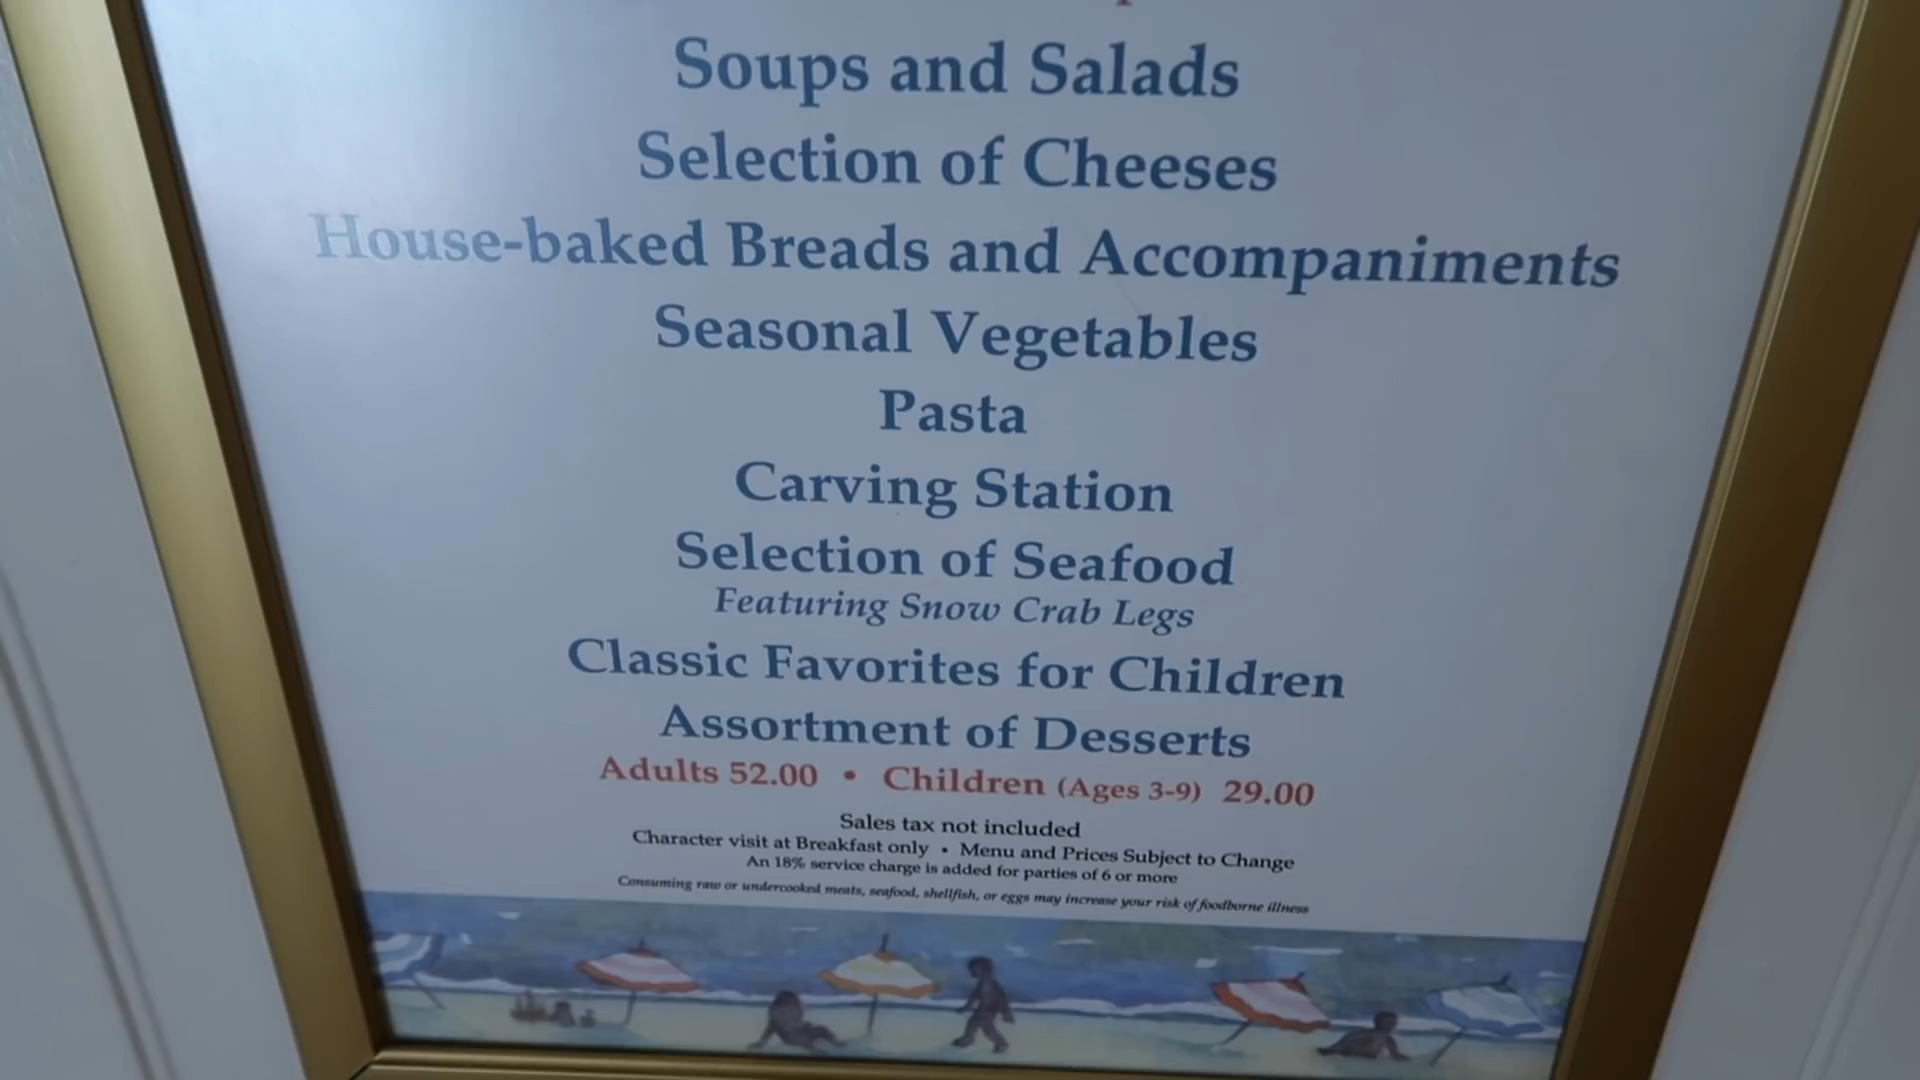 Soups and Salads
Selection of Cheeses
House-baked Breads and Accompaniments
Seasonal Vegetables
Pasta
Carving Station
Selection of Seafood
Featuring Snow Crab Legs
Classic Favorites for Children
Assortment of Desserts
Adults 52.00 • Children (Ages 3-9) 29.00
Sales tax not included
Character visit at Breakfast only • Menu and Prices Subject to Change
An 18% service charge is added for parties of 6 or more
Consuming raw or undercooked meats, seafood, shellfish, or eggs may increase your risk of foodborne illness